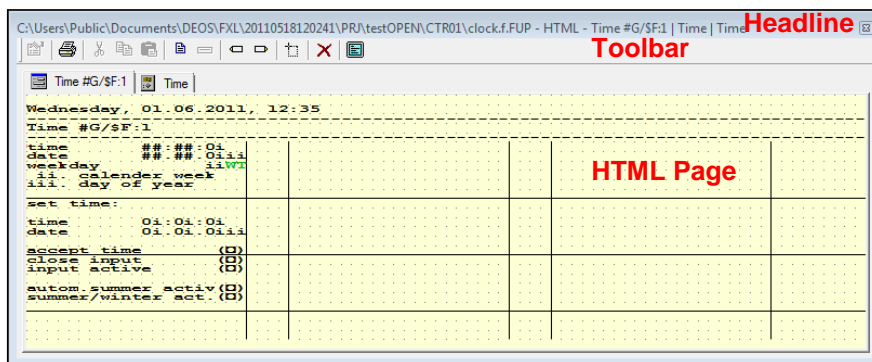 C:\Users\Public\Documents\DEOS\FXL\20110518120241\PRJ\testOPEN\CTR01\clock.f.FUP - HTML - Time #G/$F:1 | Time | Time
Headline
Toolbar
Time #G/$F:1
Time
Wednesday, 01.06.2011, 12:35
Time #G/$F:1
time ##:##:0i
date ##.##.0iii
weekday iiWT
ii. calender week
iii. day of year
HTML Page
set time:
time 0i:0i:0i
date 0i.0i.0iii
accept time (◘)
close input (◘)
input active (◘)
autom.summer activ(◘)
summer/winter act.(◘)